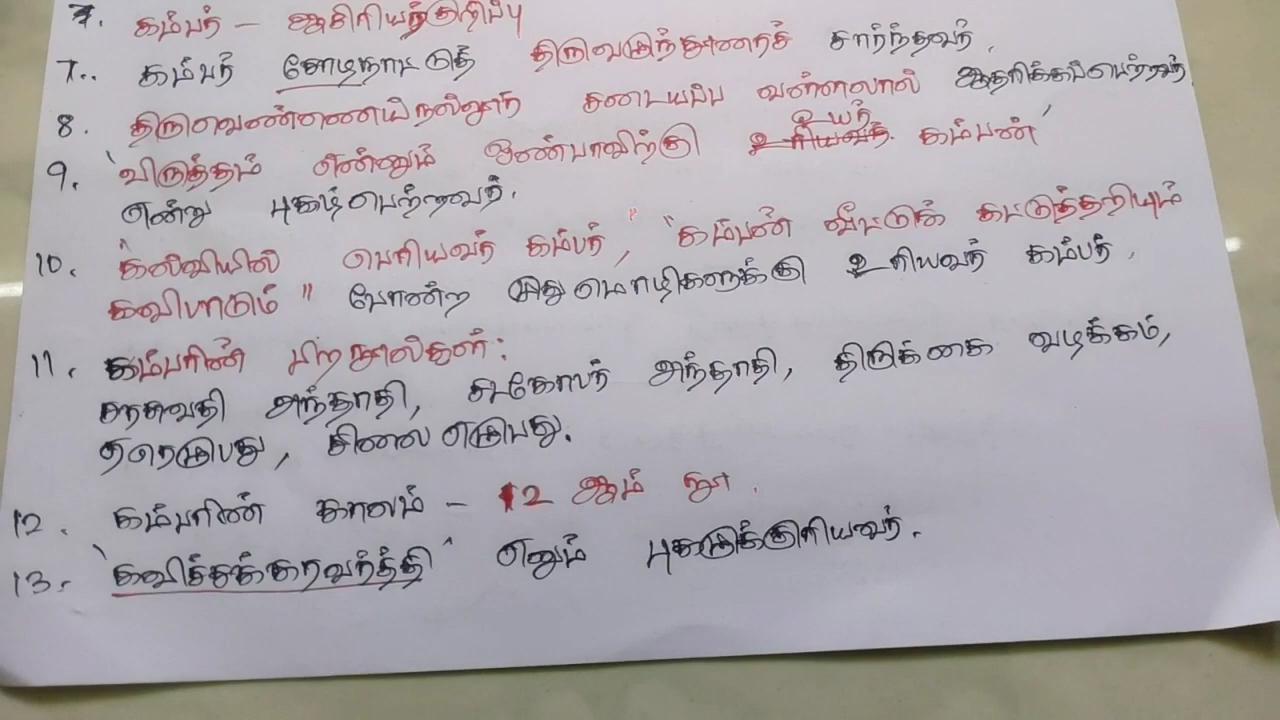 7. கம்பர் - ஆசிரியர்குறிப்பு
7.. கம்பர் சோழநாட்டுத் திருவழுந்தூரைச் சார்ந்தவர்.
8. திருவெண்ணெய்நல்லூர் சடையப்ப வள்ளலால் ஆதரிக்கப்பெற்றவர்.
9. 'விருத்தம் என்னும் ஒண்பாவிற்கு உயர் கம்பன்'
என்று புகழ்பெற்றவர்.
10. "கல்வியில் பெரியவர் கம்பர்", "கம்பன் வீட்டுக் கட்டுத்தறியும்
கவிபாடும்" போன்ற முதுமொழிகளுக்கு உரியவர் கம்பர்.
11. கம்பரின் பிறநூல்கள்:
சரசுவதி அந்தாதி, சடகோபர் அந்தாதி, திருக்கை வழக்கம்,
ஏரெழுபது, சிலை எழுபது.
12. கம்பரின் காலம் - 12 ஆம் நூ.
13. 'கவிச்சக்கரவர்த்தி' எனும் புகழுக்குரியவர்.